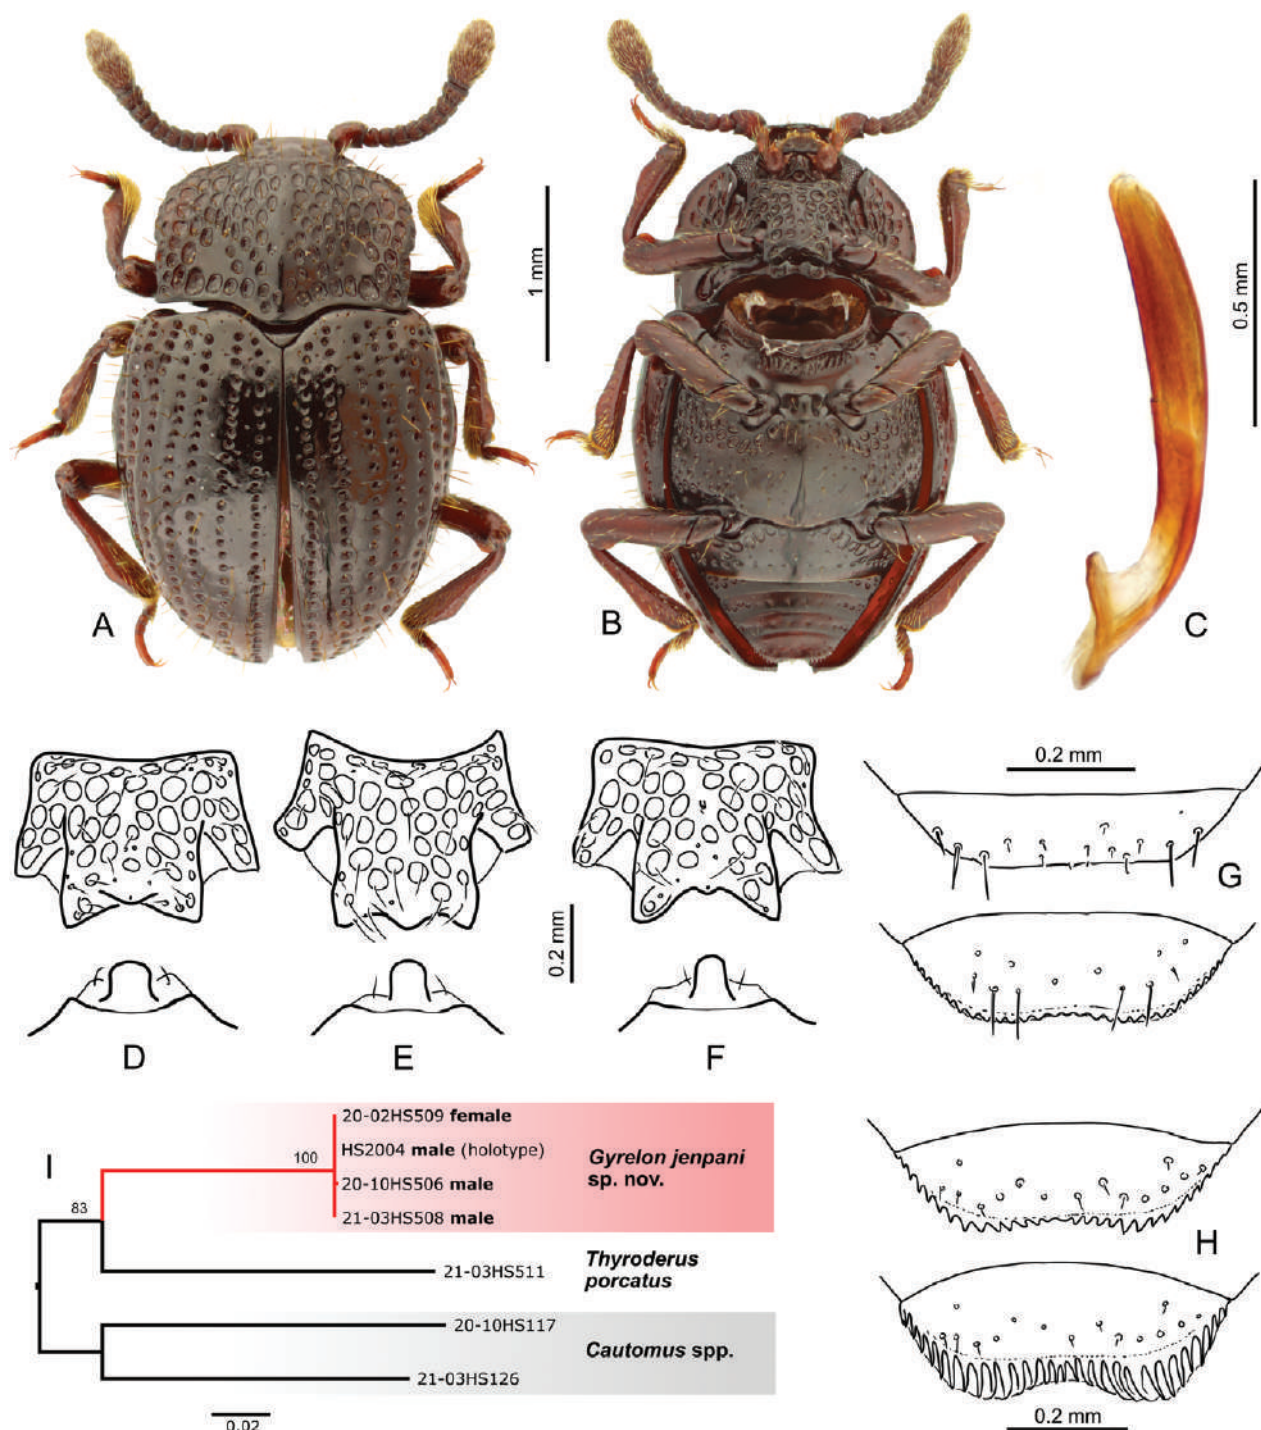 1 mm
0.5 mm
A
B
C
0.2 mm
G
0.2 mm
D
E
F
I
100
83
20-02HS509 female
HS2004 male (holotype)
20-10HS506 male
21-03HS508 male
Gyrelon jenpani
sp. nov.
21-03HS511
Thyroderus
porcatus
20-10HS117
21-03HS126
Cautomus spp.
0.02
H
0.2 mm